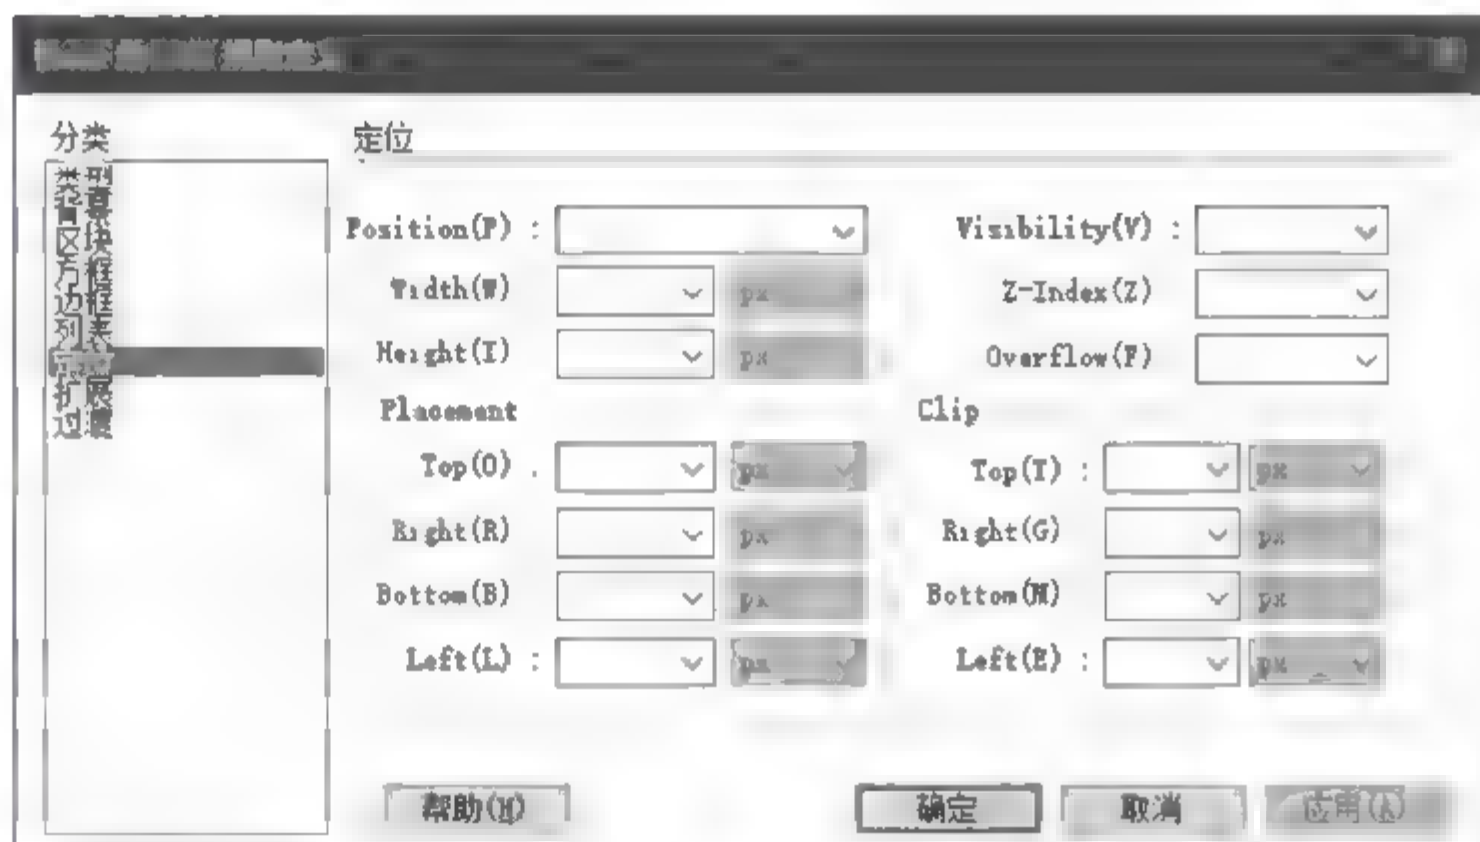 分类
类型
背景
区块
方框
边框
列表
定位
扩展
过渡
定位
Position(P) :
Visibility(V) :
Width(W)
px
Z-Index(Z)
Height(I)
px
Overflow(F)
Placement
Clip
Top(O) .
px
Top(T) :
px
Right(R)
px
Right(G)
px
Bottom(B)
px
Bottom(M)
px
Left(L) :
px
Left(E) :
px
帮助(H)
确定
取消
应用(A)